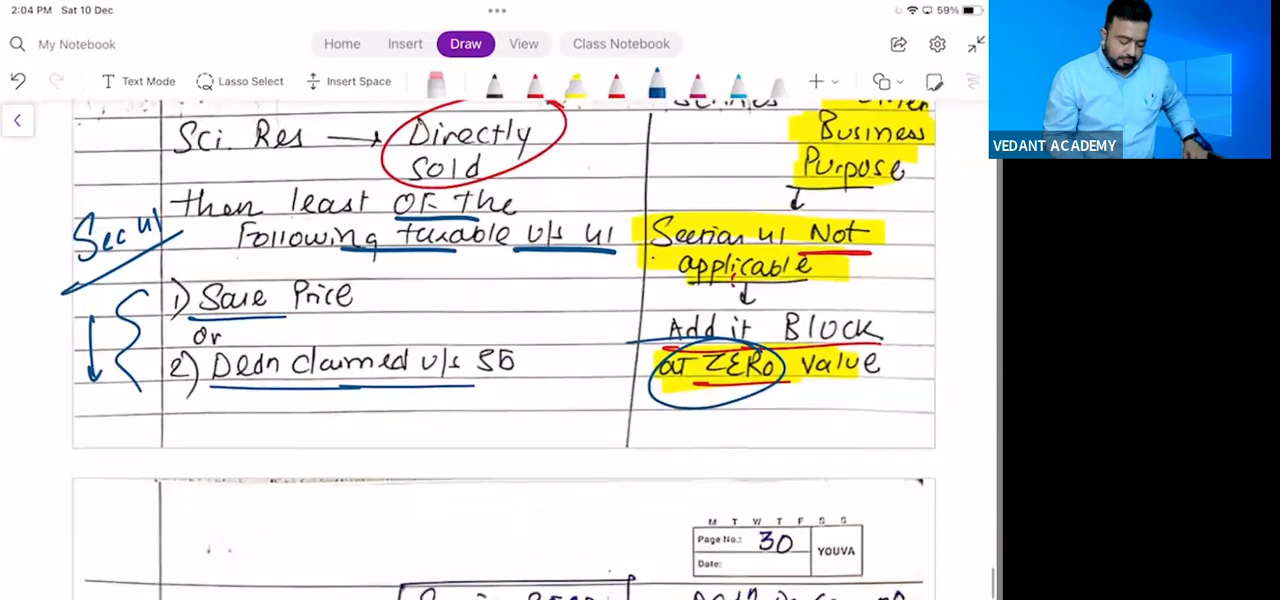 2:04 PM Sat 10 Dec
59%
My Notebook
Home Insert Draw View Class Notebook
Text Mode Lasso Select Insert Space
VEDANT ACADEMY
Sci. Res → Directly
Sold
then least of the
Following taxable u/s 41
Sec 41
1) Sale Price
Or
2) Dedn claimed u/s 35
Business
Purpose
Section 41 Not
applicable
Add it Block
at ZERO value
M T W T F S S
Page No.: 30
Date:
YOUVA